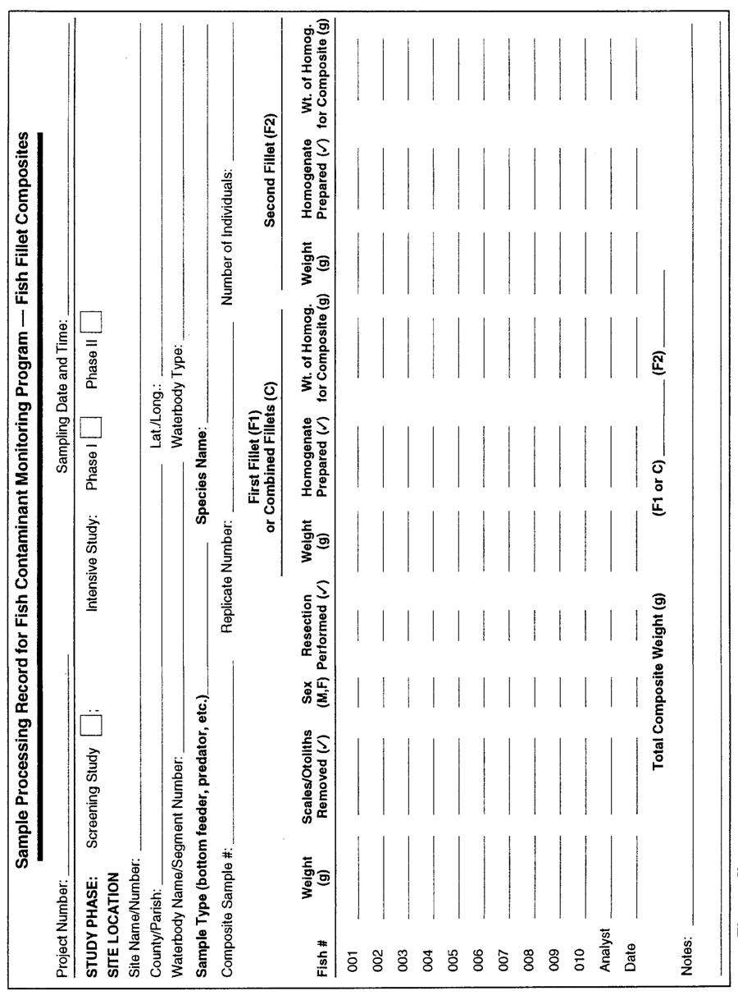 Sample Processing Record for Fish Contaminant Monitoring Program — Fish Fillet Composites
Project Number: Sampling Date and Time:
STUDY PHASE: Screening Study ; Intensive Study: Phase I Phase II
SITE LOCATION
Site Name/Number:
County/Parish: Lat./Long.:
Waterbody Name/Segment Number: Waterbody Type:
Sample Type (bottom feeder, predator, etc.) Species Name:
Composite Sample #: Replicate Number: Number of Individuals:
First Fillet (F1)
or Combined Fillets (C) Second Fillet (F2)
Weight Scales/Otoliths Sex Resection Weight Homogenate Wt. of Homog. Weight Homogenate Wt. of Homog.
Fish # (g) Removed (✓) (M,F) Performed (✓) (g) Prepared (✓) for Composite (g) (g) Prepared (✓) for Composite (g)
001
002
003
004
005
006
007
008
009
010
Analyst
Date
Total Composite Weight (g) (F1 or C) (F2)
Notes: